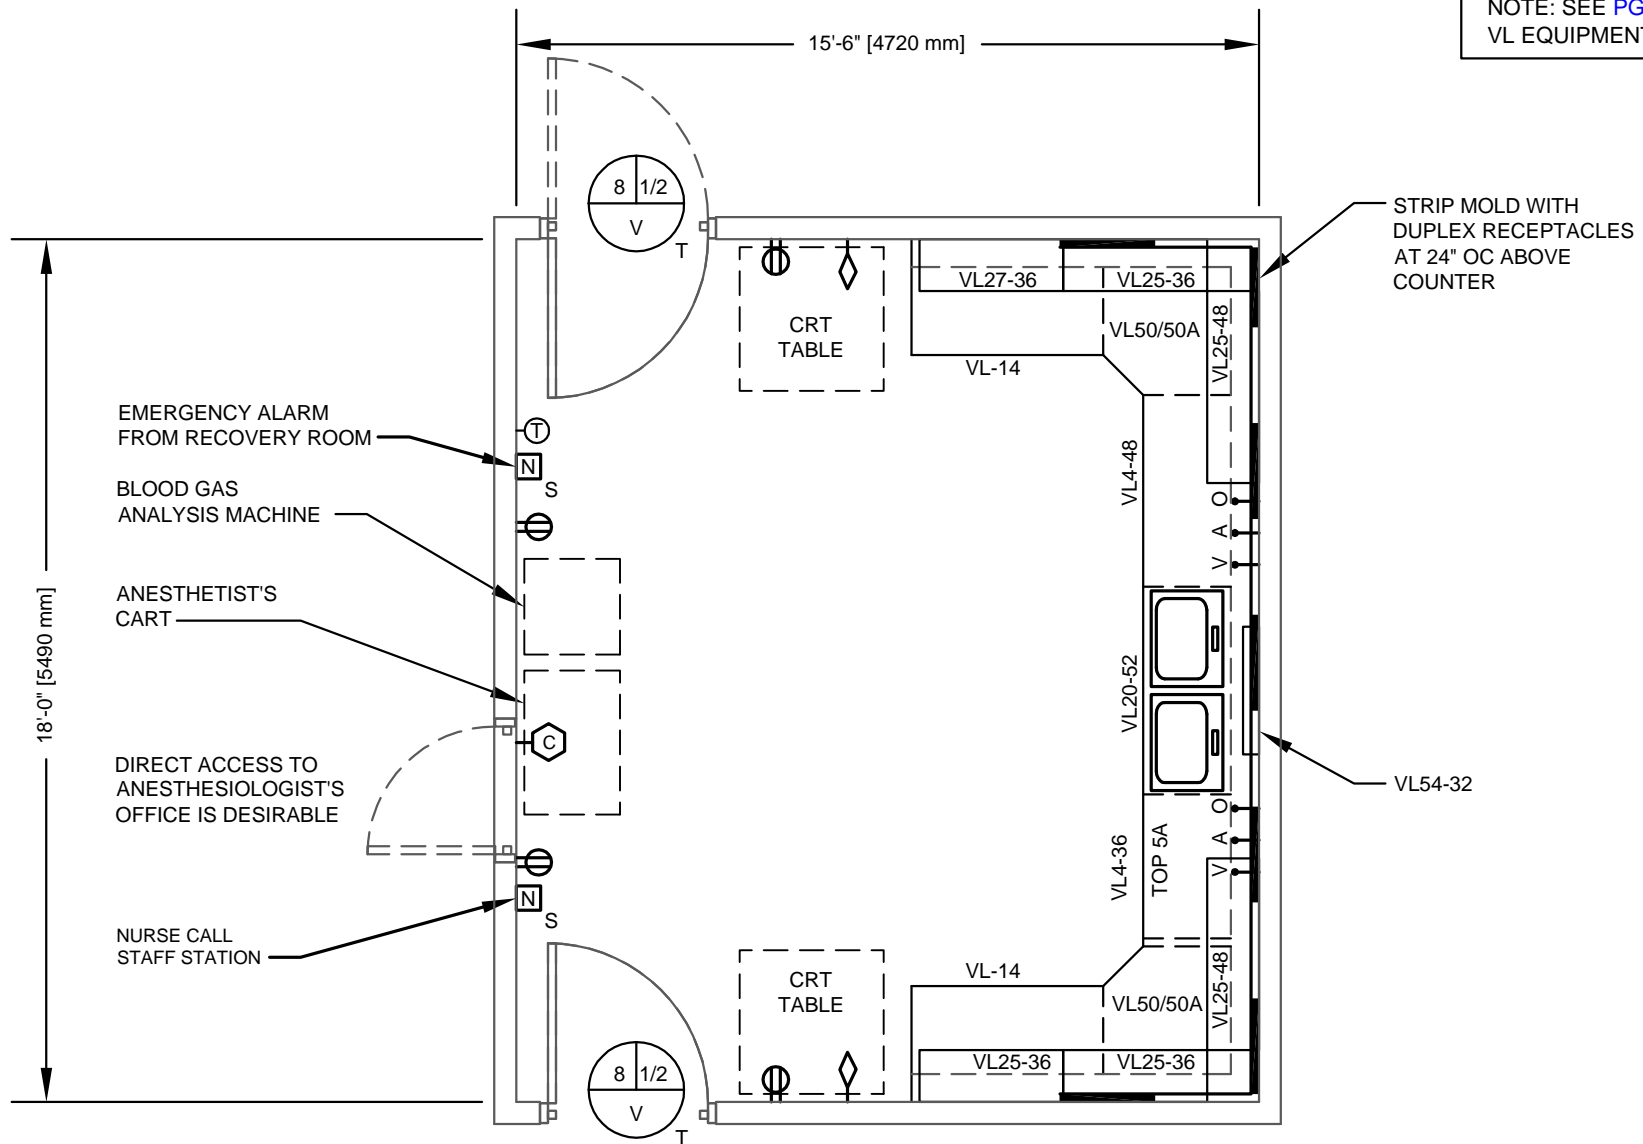 NOTE: SEE PG
VL EQUIPMENT
15'-6" [4720 mm]
8 1/2
V
T
STRIP MOLD WITH
DUPLEX RECEPTACLES
AT 24" OC ABOVE
COUNTER
VL27-36
VL25-36
CRT
TABLE
VL50/50A
VL25-48
VL-14
EMERGENCY ALARM
FROM RECOVERY ROOM
T
N
S
VL4-48
BLOOD GAS
ANALYSIS MACHINE
O
A
V
ANESTHETIST'S
CART
18'-0" [5490 mm]
VL20-52
C
DIRECT ACCESS TO
ANESTHESIOLOGIST'S
OFFICE IS DESIRABLE
VL54-32
O
A
V
VL4-36
TOP 5A
N
S
NURSE CALL
STAFF STATION
CRT
TABLE
VL-14
VL50/50A
VL25-48
VL25-36
VL25-36
8 1/2
V
T